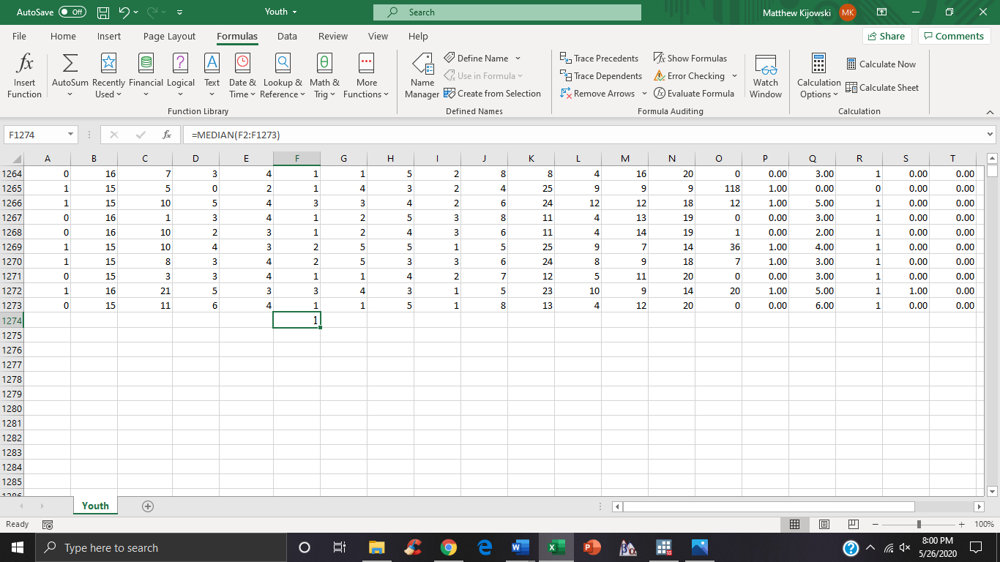 AutoSave Off Youth Search Matthew Kijowski MK
File Home Insert Page Layout Formulas Data Review View Help Share Comments
fx Insert Function
Σ AutoSum
Recently Used
Financial
Logical
A Text
Date & Time
Lookup & Reference
θ Math & Trig
More Functions
Function Library
Name Manager
Define Name
Use in Formula
Create from Selection
Defined Names
Trace Precedents
Trace Dependents
Remove Arrows
Show Formulas
Error Checking
Evaluate Formula
Formula Auditing
Watch Window
Calculation Options
Calculate Now
Calculate Sheet
Calculation
F1274 fx =MEDIAN(F2:F1273)
A B C D E F G H I J K L M N O P Q R S T
1264 0 16 7 3 4 1 1 5 2 8 8 4 16 20 0 0.00 3.00 1 0.00 0.00
1265 1 15 5 0 2 1 4 3 2 4 25 9 9 9 118 1.00 0.00 0 0.00 0.00
1266 1 15 10 5 4 3 3 4 2 6 24 12 12 18 12 1.00 5.00 1 0.00 0.00
1267 0 16 1 3 4 1 2 5 3 8 11 4 13 19 0 0.00 3.00 1 0.00 0.00
1268 0 16 10 2 3 1 2 4 3 6 11 4 14 19 1 0.00 2.00 1 0.00 0.00
1269 1 15 10 4 3 2 5 5 1 5 25 9 7 14 36 1.00 4.00 1 0.00 0.00
1270 1 15 8 3 4 2 5 3 3 6 24 8 9 18 7 1.00 3.00 1 0.00 0.00
1271 0 15 3 3 4 1 1 4 2 7 12 5 11 20 0 0.00 3.00 1 0.00 0.00
1272 1 16 21 5 3 3 4 3 1 5 23 10 9 14 20 1.00 5.00 1 1.00 0.00
1273 0 15 11 6 4 1 1 5 1 8 13 4 12 20 0 0.00 6.00 1 0.00 0.00
1274 1
1275
1276
1277
1278
1279
1280
1281
1282
1283
1284
1285
1286
Youth
Ready 100%
Type here to search 8:00 PM
5/26/2020